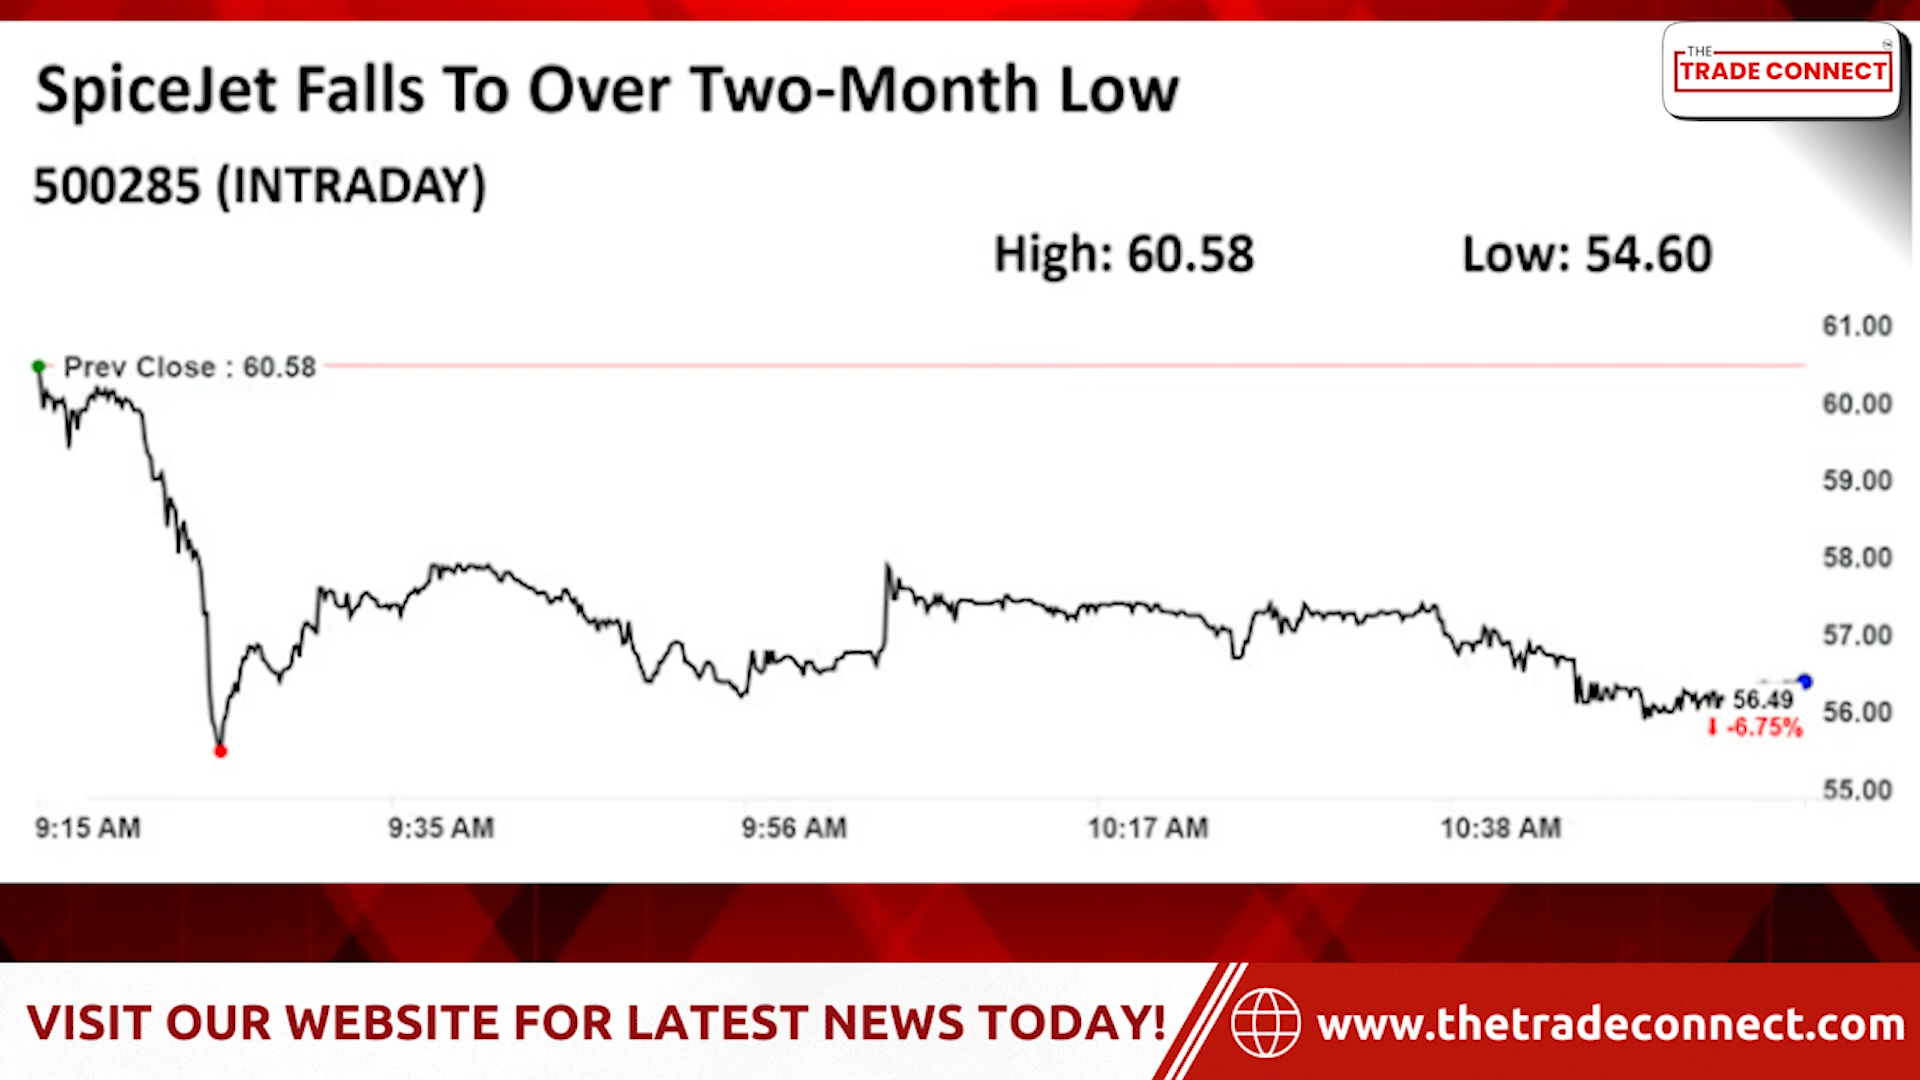 SpiceJet Falls To Over Two-Month Low
THE TM
TRADE CONNECT
500285 (INTRADAY)
High: 60.58 Low: 54.60
61.00
Prev Close : 60.58
60.00
59.00
58.00
57.00
56.49
56.00
-6.75%
55.00
9:15 AM 9:35 AM 9:56 AM 10:17 AM 10:38 AM
VISIT OUR WEBSITE FOR LATEST NEWS TODAY! www.thetradeconnect.com